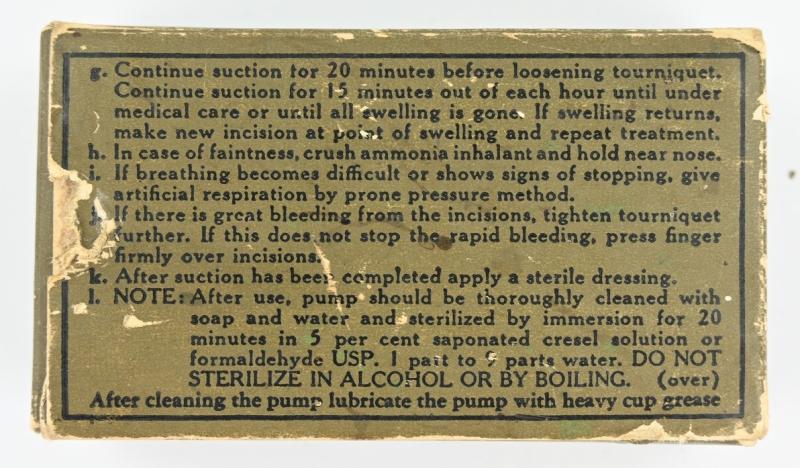 g. Continue suction for 20 minutes before loosening tourniquet.
Continue suction for 15 minutes out of each hour until under
medical care or until all swelling is gone. If swelling returns,
make new incision at point of swelling and repeat treatment.
h. In case of faintness, crush ammonia inhalant and hold near nose.
i. If breathing becomes difficult or shows signs of stopping, give
artificial respiration by prone pressure method.
j. If there is great bleeding from the incisions, tighten tourniquet
further. If this does not stop the rapid bleeding, press finger
firmly over incisions.
k. After suction has been completed apply a sterile dressing.
l. NOTE: After use, pump should be thoroughly cleaned with
soap and water and sterilized by immersion for 20
minutes in 5 per cent saponated cresel solution or
formaldehyde USP. 1 part to 9 parts water. DO NOT
STERILIZE IN ALCOHOL OR BY BOILING. (over)
After cleaning the pump lubricate the pump with heavy cup grease